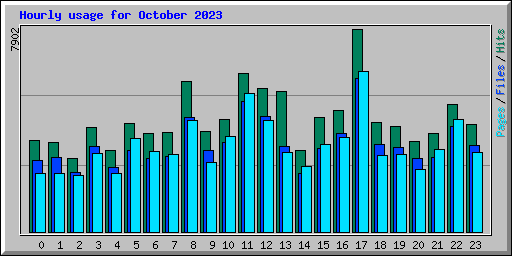 Hourly usage for October 2023
7902
Pages/Files/Hits
0 1 2 3 4 5 6 7 8 9 10 11 12 13 14 15 16 17 18 19 20 21 22 23